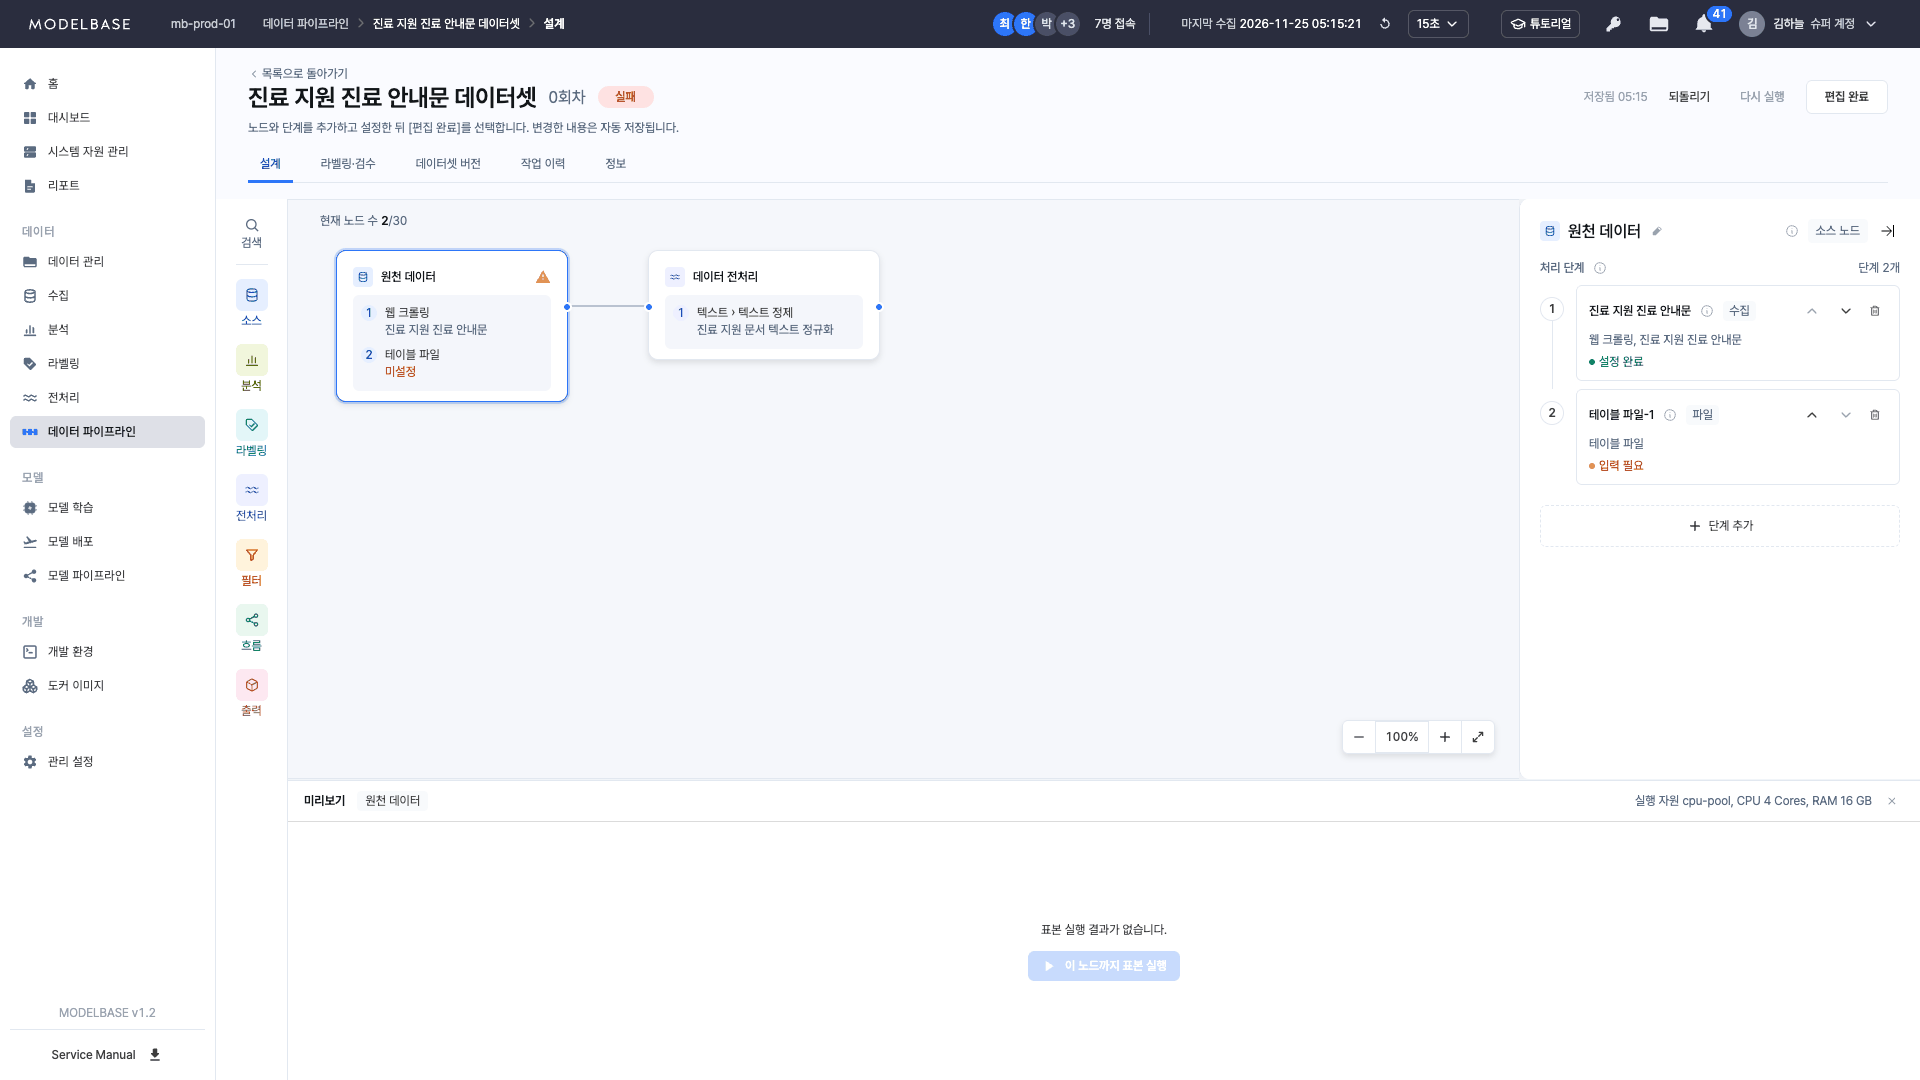 MODELBASE
mb-prod-01
데이터 파이프라인
진료 지원 진료 안내문 데이터셋
설계
최
한
박
+3
7명 접속
마지막 수집 2026-11-25 05:15:21
15초
튜토리얼
41
김
김하늘 슈퍼 계정
홈
대시보드
시스템 자원 관리
리포트
데이터
데이터 관리
수집
분석
라벨링
전처리
데이터 파이프라인
모델
모델 학습
모델 배포
모델 파이프라인
개발
개발 환경
도커 이미지
설정
관리 설정
MODELBASE v1.2
Service Manual
목록으로 돌아가기
진료 지원 진료 안내문 데이터셋 0회차 실패
노드와 단계를 추가하고 설정한 뒤 [편집 완료]를 선택합니다. 변경한 내용은 자동 저장됩니다.
저장됨 05:15
되돌리기
다시 실행
편집 완료
설계
라벨링·검수
데이터셋 버전
작업 이력
정보
검색
소스
분석
라벨링
전처리
필터
흐름
출력
현재 노드 수 2/30
원천 데이터
1 웹 크롤링
진료 지원 진료 안내문
2 테이블 파일
미설정
데이터 전처리
1 텍스트 › 텍스트 정제
진료 지원 문서 텍스트 정규화
100%
원천 데이터
소스 노드
처리 단계
단계 2개
1
진료 지원 진료 안내문 수집
웹 크롤링, 진료 지원 진료 안내문
설정 완료
2
테이블 파일-1 파일
테이블 파일
입력 필요
단계 추가
미리보기
원천 데이터
실행 자원 cpu-pool, CPU 4 Cores, RAM 16 GB
표본 실행 결과가 없습니다.
이 노드까지 표본 실행